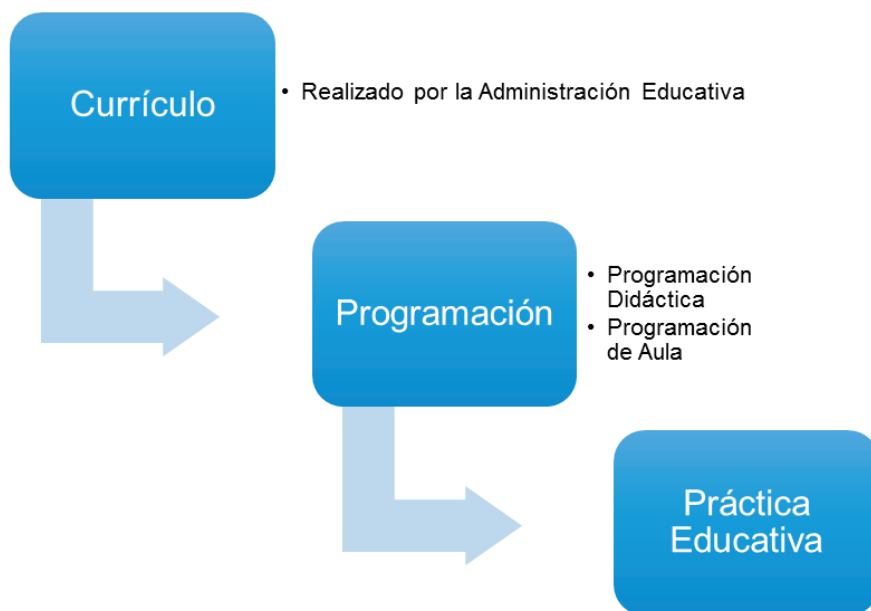 Currículo
• Realizado por la Administración Educativa
Programación
• Programación
Didáctica
• Programación
de Aula
Práctica
Educativa